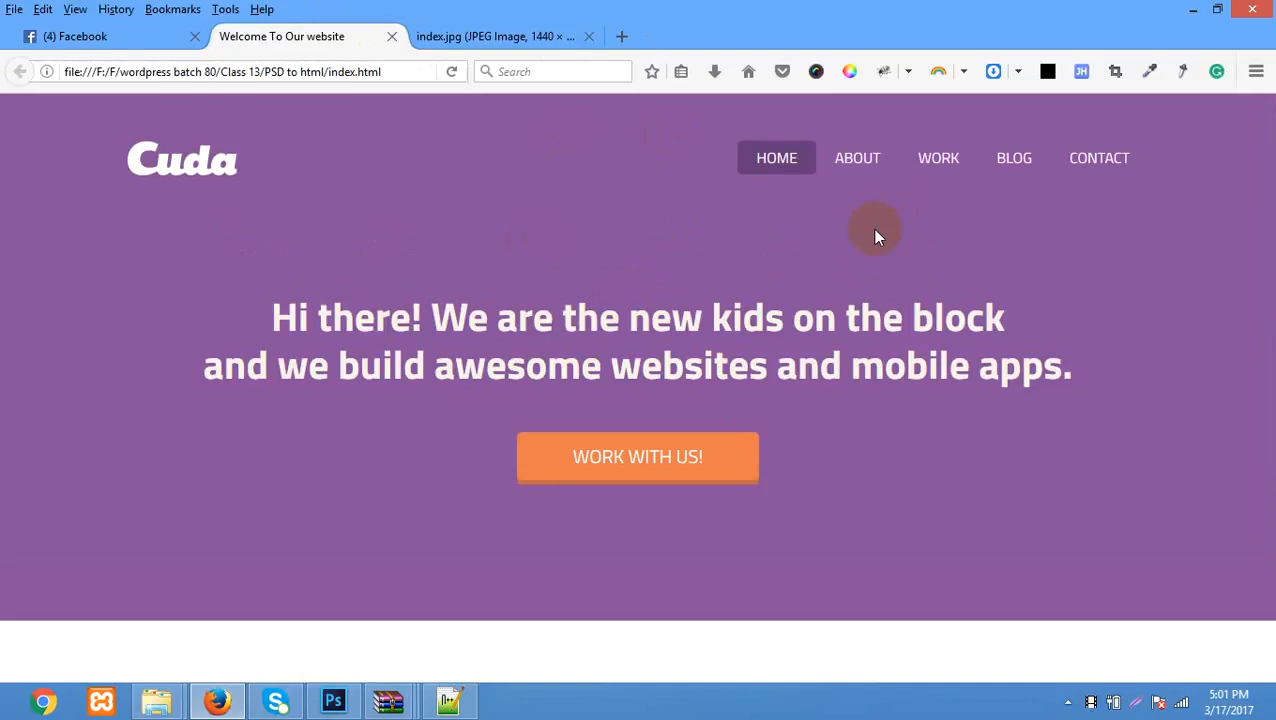 File Edit View History Bookmarks Tools Help
(4) Facebook
Welcome To Our website
index.jpg (JPEG Image, 1440 × ...
file:///F:/F/wordpress batch 80/Class 13/PSD to html/index.html
Search
JH
Cuda
HOME ABOUT WORK BLOG CONTACT
Hi there! We are the new kids on the block
and we build awesome websites and mobile apps.
WORK WITH US!
Ps
5:01 PM
3/17/2017